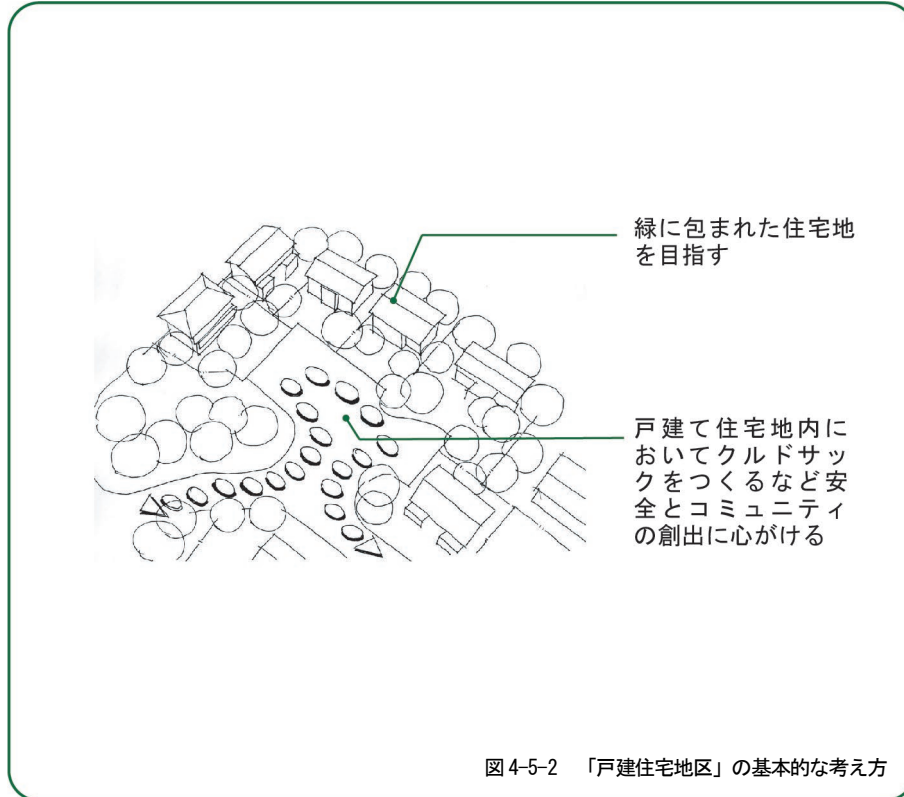 緑に包まれた住宅地
を目指す
戸建て住宅地内に
おいてクルドサッ
クをつくるなど安
全とコミュニティ
の創出に心がける
図 4-5-2 「戸建住宅地区」の基本的な考え方